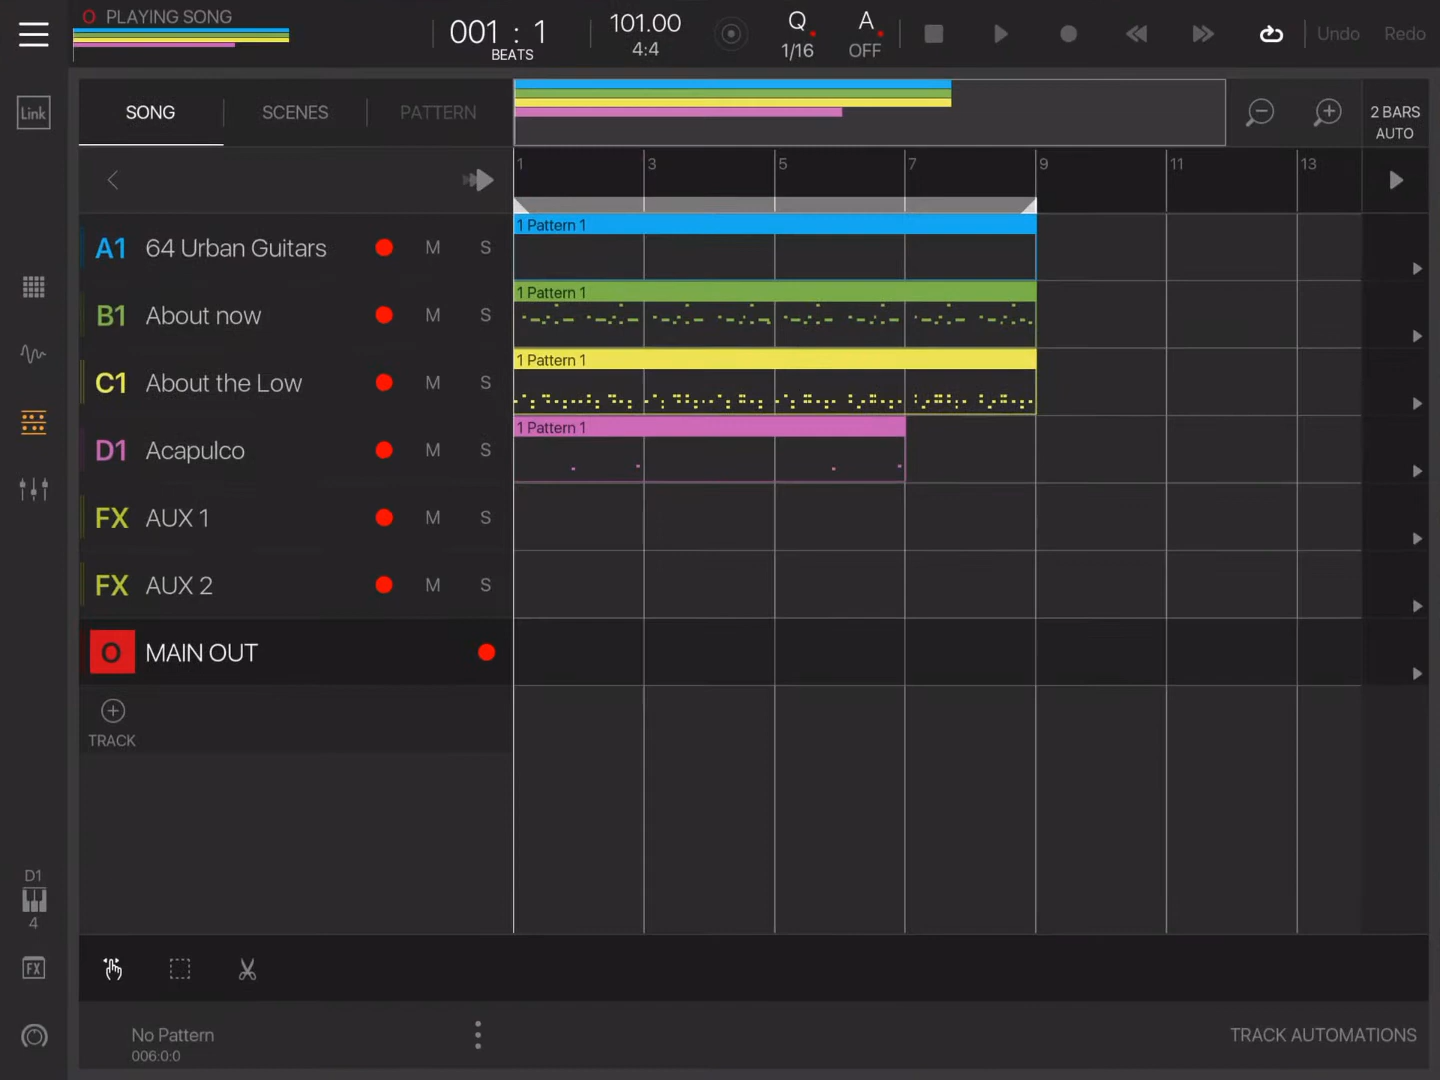 O PLAYING SONG
001 : 1
BEATS
101.00
4:4
Q
1/16
A
OFF
Undo
Redo
Link
SONG
SCENES
PATTERN
2 BARS
AUTO
1
3
5
7
9
11
13
A1 64 Urban Guitars M S
1 Pattern 1
B1 About now M S
1 Pattern 1
C1 About the Low M S
1 Pattern 1
D1 Acapulco M S
1 Pattern 1
FX AUX 1 M S
FX AUX 2 M S
O MAIN OUT
TRACK
D1
4
FX
No Pattern
006:0:0
TRACK AUTOMATIONS